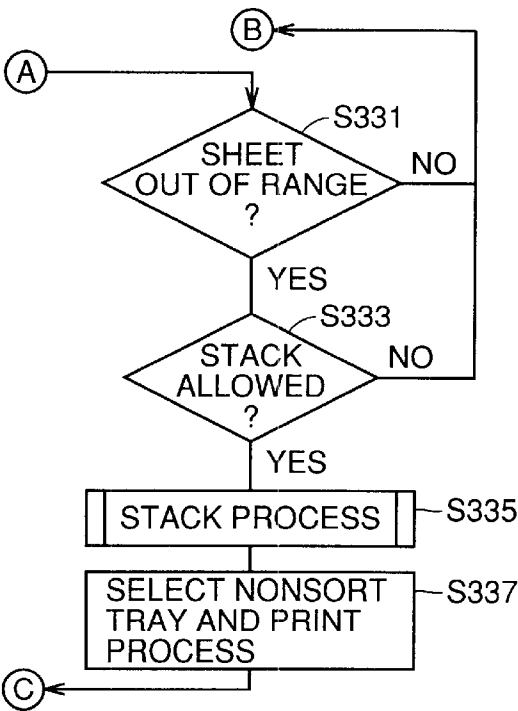 B
A
S331
SHEET
OUT OF RANGE
?
NO
YES
S333
STACK
ALLOWED
?
NO
YES
STACK PROCESS
S335
SELECT NONSORT
TRAY AND PRINT
PROCESS
S337
C